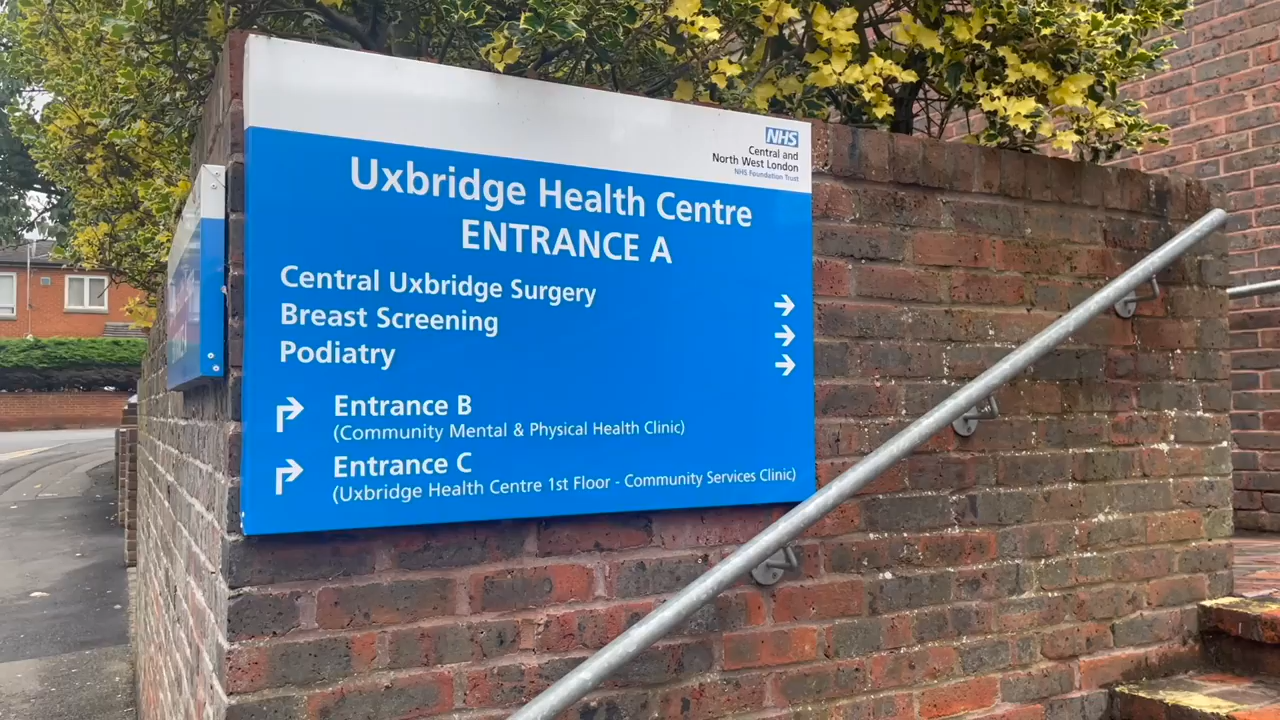 NHS
Central and
North West London
NHS Foundation Trust
Uxbridge Health Centre
ENTRANCE A
Central Uxbridge Surgery →
Breast Screening →
Podiatry →
Entrance B
(Community Mental & Physical Health Clinic)
Entrance C
(Uxbridge Health Centre 1st Floor - Community Services Clinic)